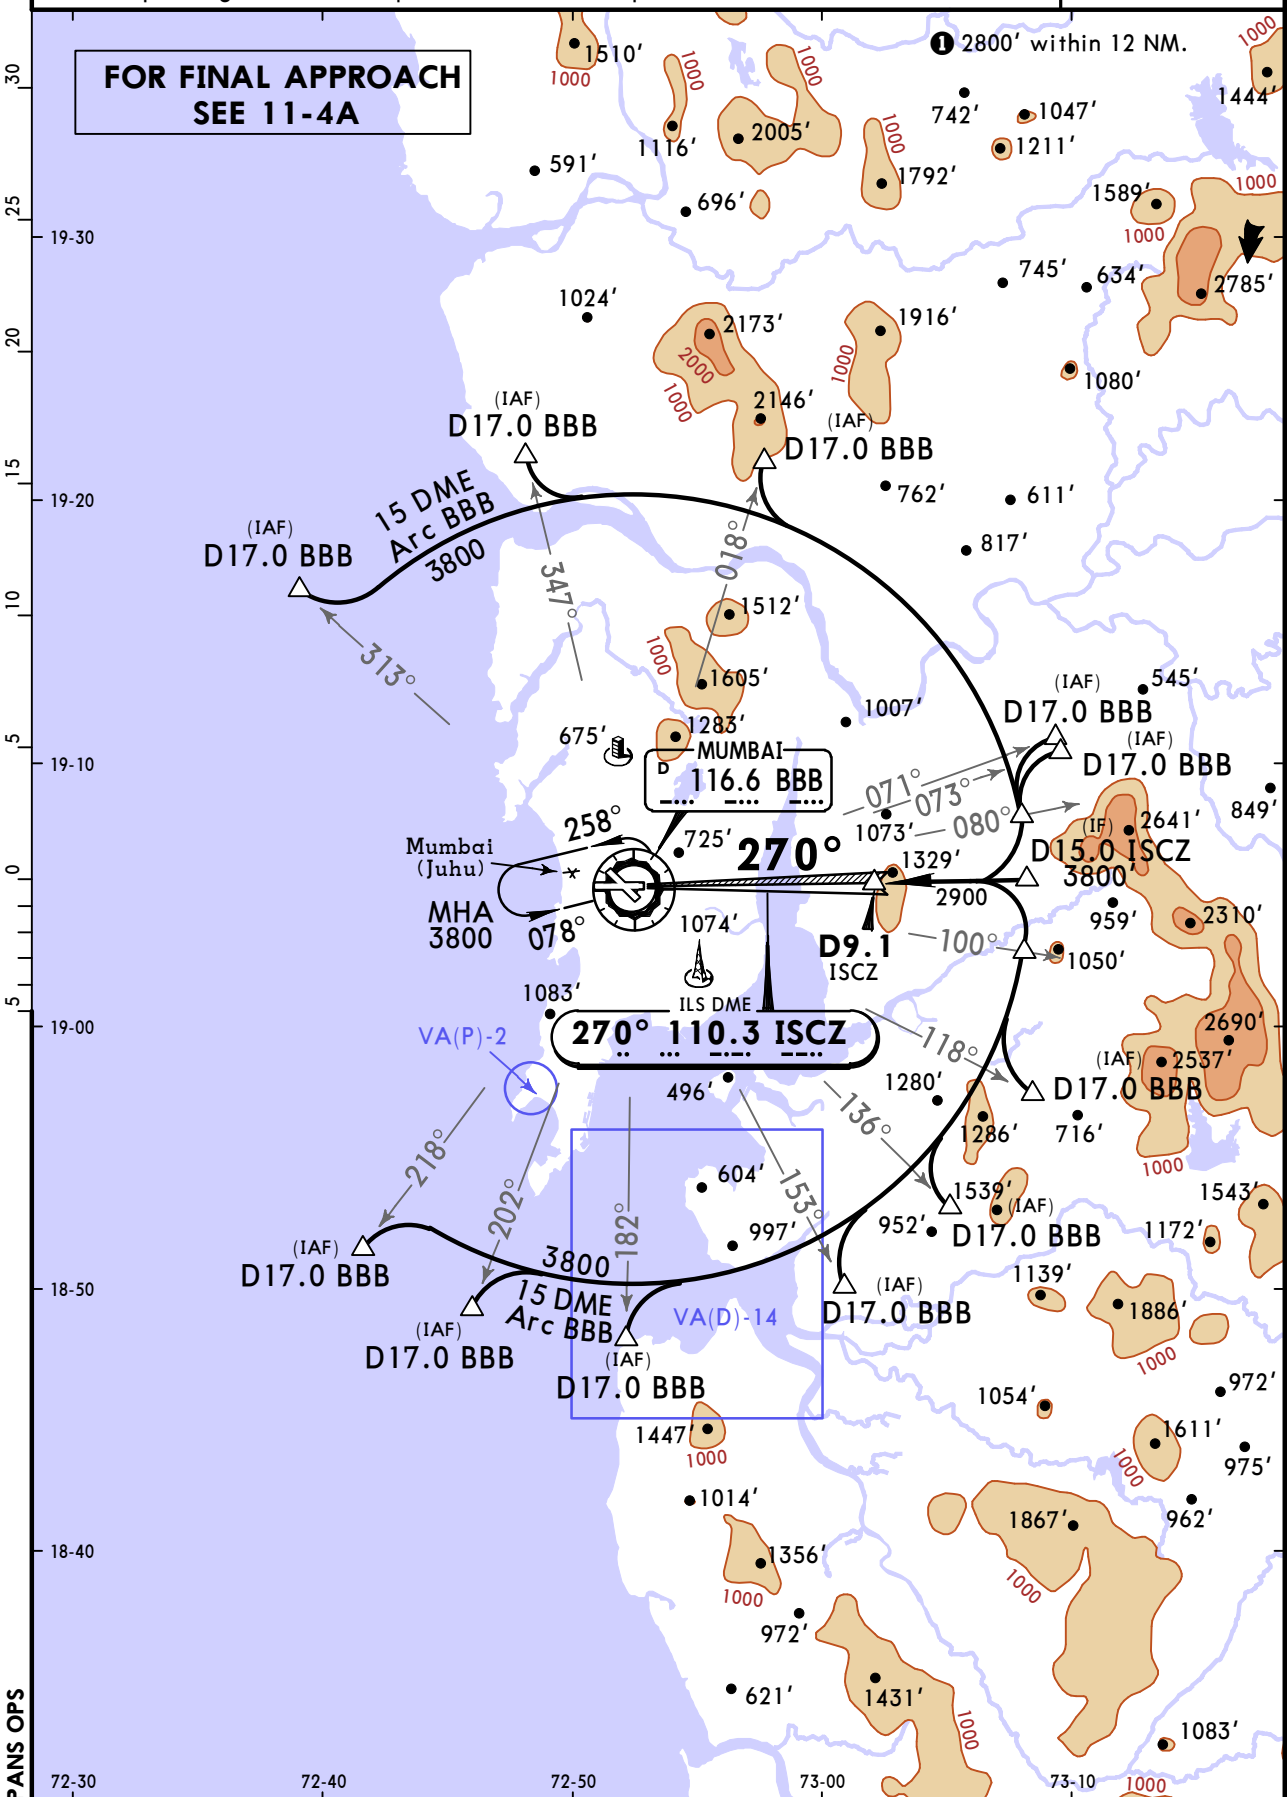 ❶ 2800' within 12 NM.
FOR FINAL APPROACH
SEE 11-4A
1510'
1000
1000
1000
1000
1444'
742'
1047'
1211'
1116'
2005'
1000
1792'
591'
696'
1589'
1000
1000
19-30
30
25
745'
634'
2785'
1024'
2173'
2000
1000
1916'
1000
1080'
20
2146'
(IAF)
D17.0 BBB
(IAF)
D17.0 BBB
15
19-20
762'
611'
15 DME
Arc BBB
3800
(IAF)
D17.0 BBB
817'
018°
347°
313°
10
1512'
1000
1605'
545'
(IAF)
D17.0 BBB
1007'
1283'
675'
(IAF)
D17.0 BBB
5
19-10
MUMBAI
D
116.6 BBB
071°
073°
080°
1073'
849'
258°
725'
270°
Mumbai
(Juhu)
1329'
2641'
(IF)
D15.0 ISCZ
3800'
0
2900
MHA
3800
078°
1074'
D9.1
ISCZ
959'
2310'
100°
1050'
1083'
ILS DME
270° 110.3 ISCZ
5
19-00
VA(P)-2
118°
2690'
2537'
(IAF)
D17.0 BBB
496'
1280'
136°
1286'
716'
1000
218°
202°
182°
153°
604'
997'
1539'
(IAF)
D17.0 BBB
952'
1543'
1172'
(IAF)
D17.0 BBB
3800
15 DME
Arc BBB
18-50
VA(D)-14
(IAF)
D17.0 BBB
1139'
1886'
1000
(IAF)
D17.0 BBB
(IAF)
D17.0 BBB
1447'
1000
1054'
972'
1611'
1000
975'
1014'
1867'
1000
962'
18-40
1356'
1000
972'
621'
1431'
1000
1083'
1000
PANS OPS
72-30
72-40
72-50
73-00
73-10